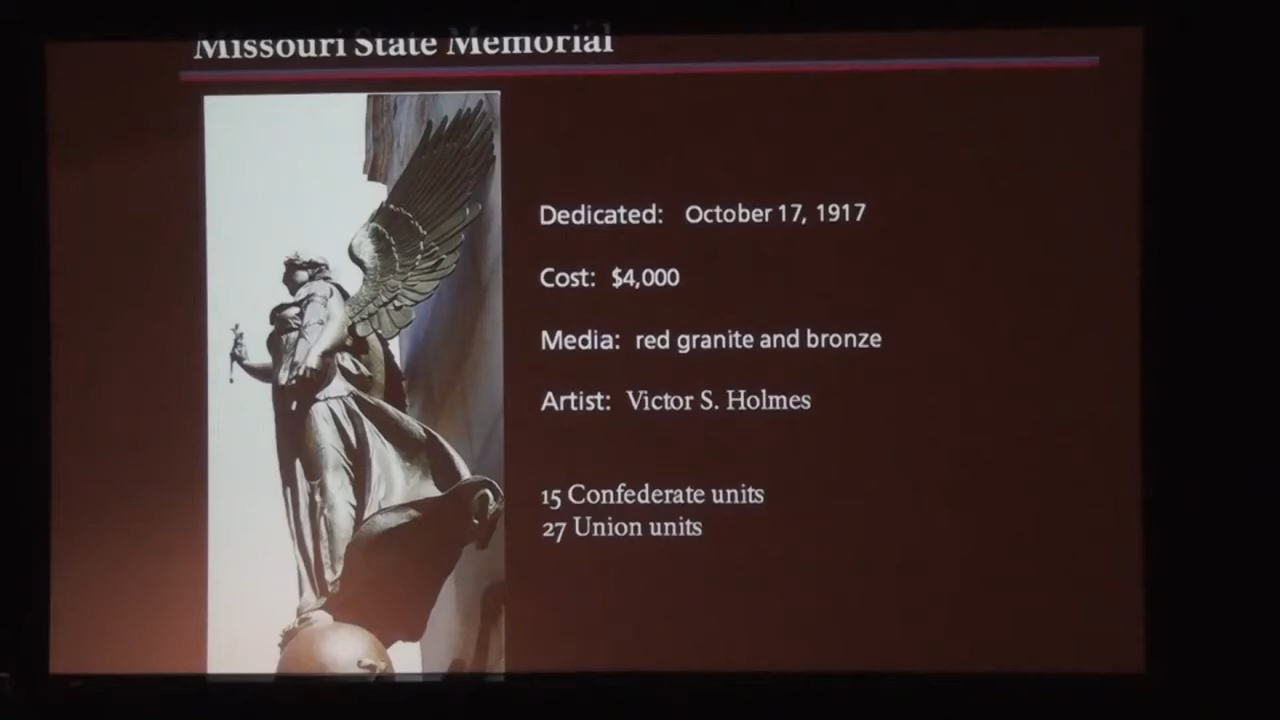 Missouri State Memorial
Dedicated: October 17, 1917
Cost: $4,000
Media: red granite and bronze
Artist: Victor S. Holmes
15 Confederate units
27 Union units